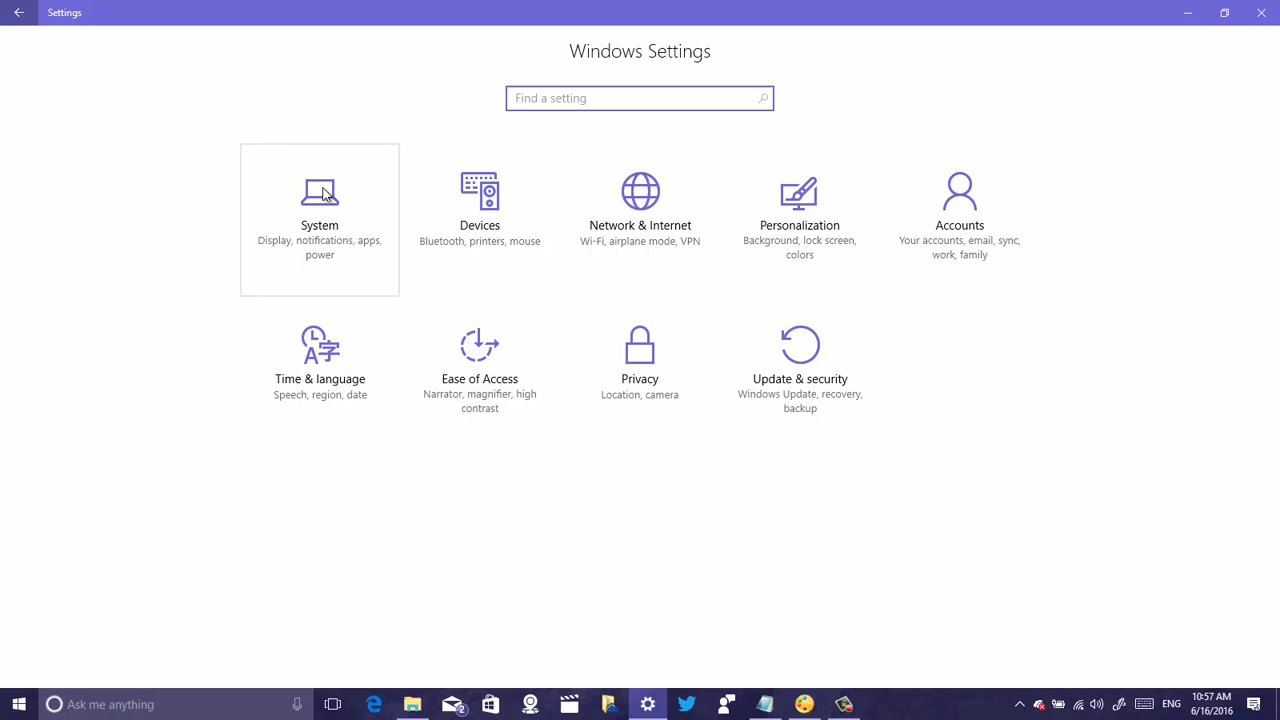 Settings
Windows Settings
Find a setting
System
Display, notifications, apps,
power
Devices
Bluetooth, printers, mouse
Network & Internet
Wi-Fi, airplane mode, VPN
Personalization
Background, lock screen,
colors
Accounts
Your accounts, email, sync,
work, family
A字
Time & language
Speech, region, date
Ease of Access
Narrator, magnifier, high
contrast
Privacy
Location, camera
Update & security
Windows Update, recovery,
backup
Ask me anything
2
ENG
10:57 AM
6/16/2016